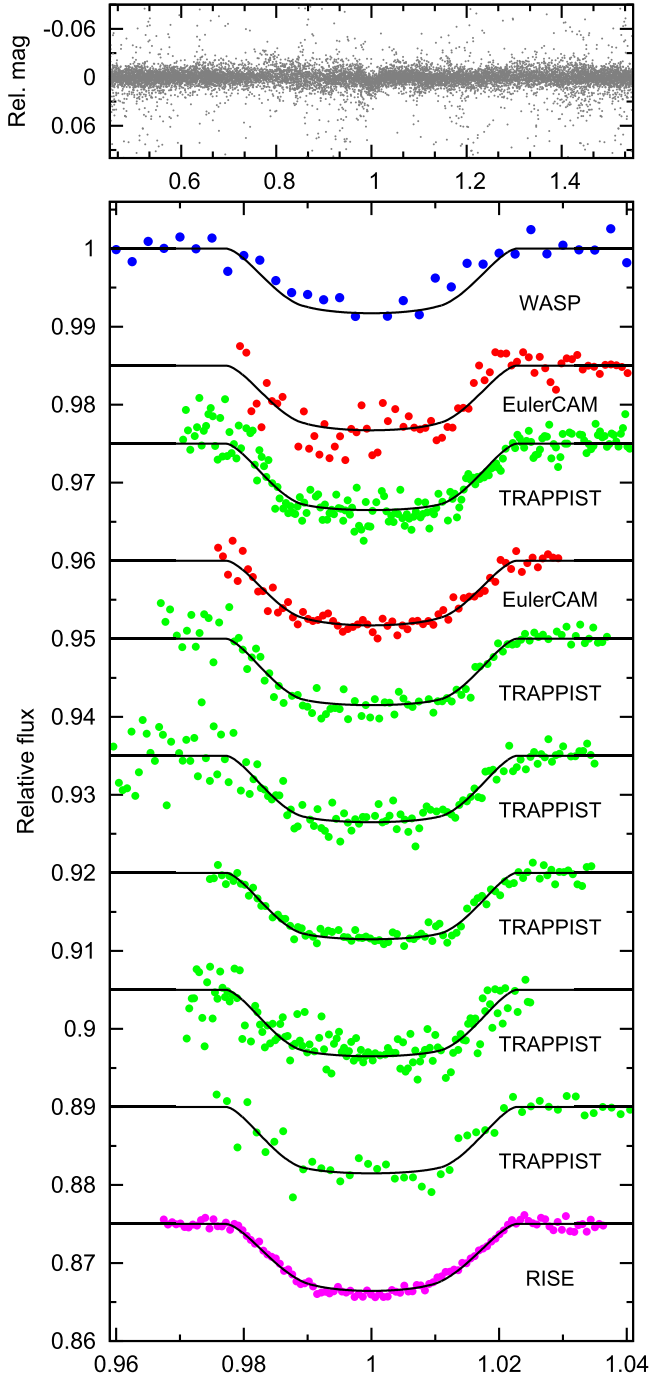 Rel. mag
-0.06
0
0.06
0.6 0.8 1 1.2 1.4
Relative flux
1
WASP
0.99
0.98
EulerCAM
0.97
TRAPPIST
0.96
EulerCAM
0.95
TRAPPIST
0.94
0.93
TRAPPIST
0.92
TRAPPIST
0.91
0.9
TRAPPIST
0.89
TRAPPIST
0.88
0.87
RISE
0.86
0.96 0.98 1 1.02 1.04